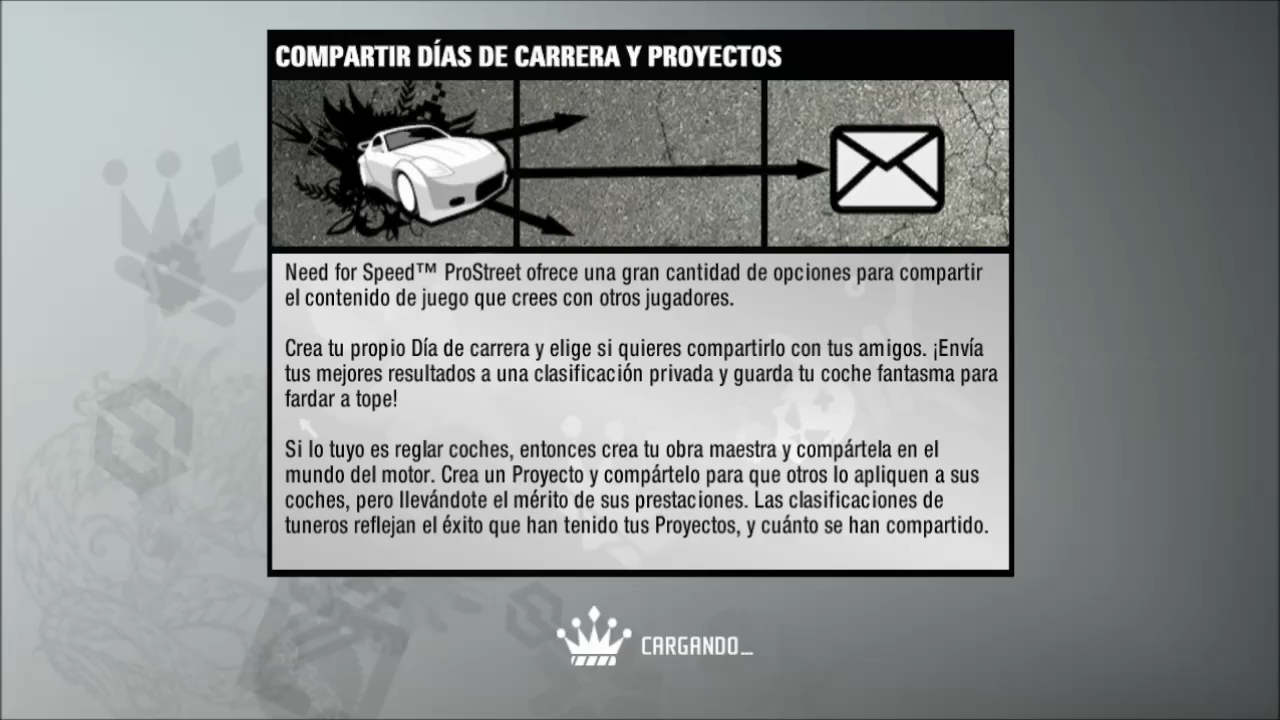 COMPARTIR DÍAS DE CARRERA Y PROYECTOS
Need for Speed™ ProStreet ofrece una gran cantidad de opciones para compartir
el contenido de juego que crees con otros jugadores.
Crea tu propio Día de carrera y elige si quieres compartirlo con tus amigos. ¡Envía
tus mejores resultados a una clasificación privada y guarda tu coche fantasma para
fardar a tope!
Si lo tuyo es reglar coches, entonces crea tu obra maestra y compártela en el
mundo del motor. Crea un Proyecto y compártelo para que otros lo apliquen a sus
coches, pero llevándote el mérito de sus prestaciones. Las clasificaciones de
tuneros reflejan el éxito que han tenido tus Proyectos, y cuánto se han compartido.
CARGANDO_